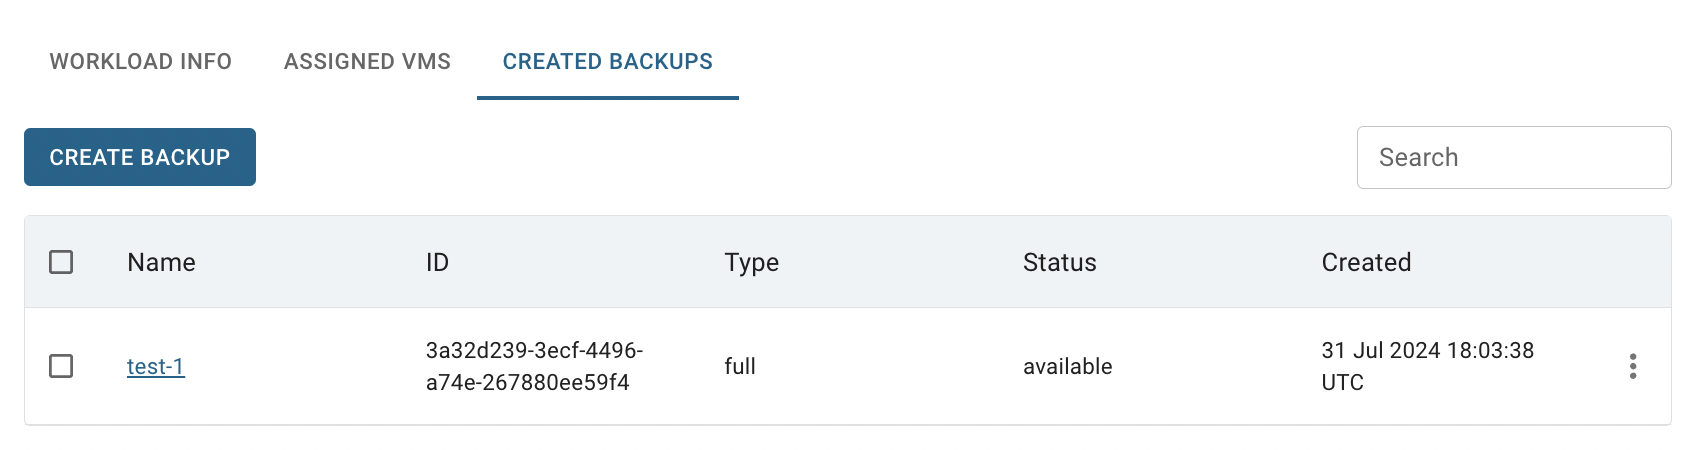 WORKLOAD INFO ASSIGNED VMS CREATED BACKUPS
CREATE BACKUP Search
Name ID Type Status Created
test-1 3a32d239-3ecf-4496- full available 31 Jul 2024 18:03:38
a74e-267880ee59f4 UTC